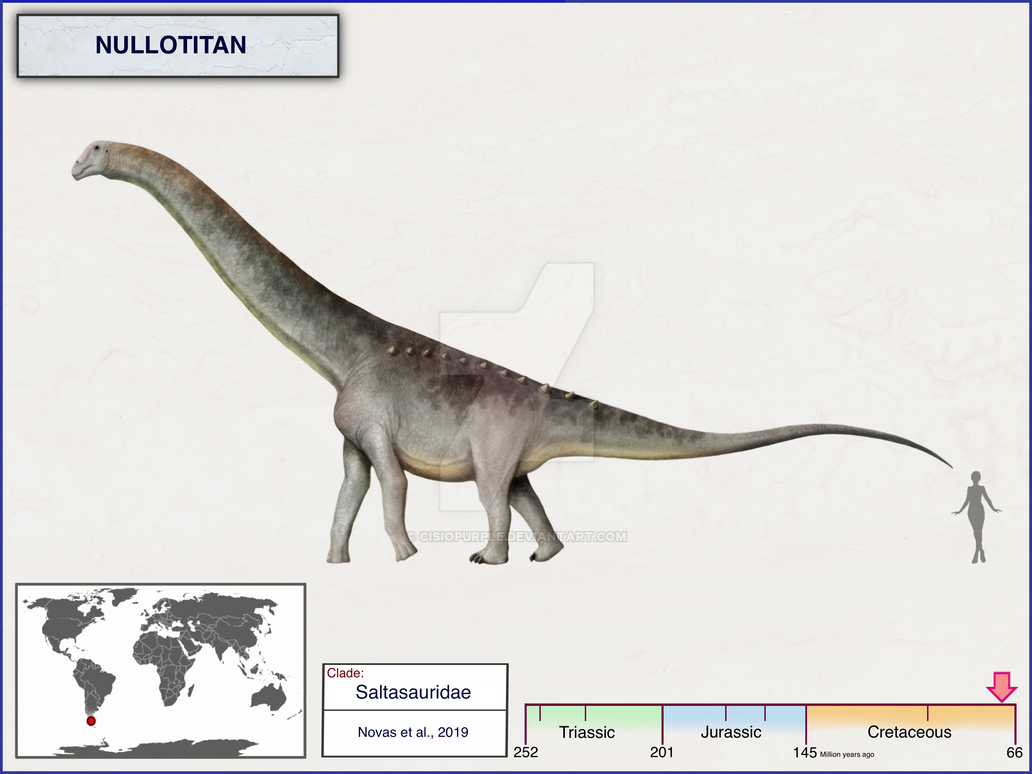 NULLOTITAN
© CISIOPURPLE.DEVIANTART.COM
Clade:
Saltasauridae
Novas et al., 2019
Triassic Jurassic Cretaceous
252 201 145 Million years ago 66